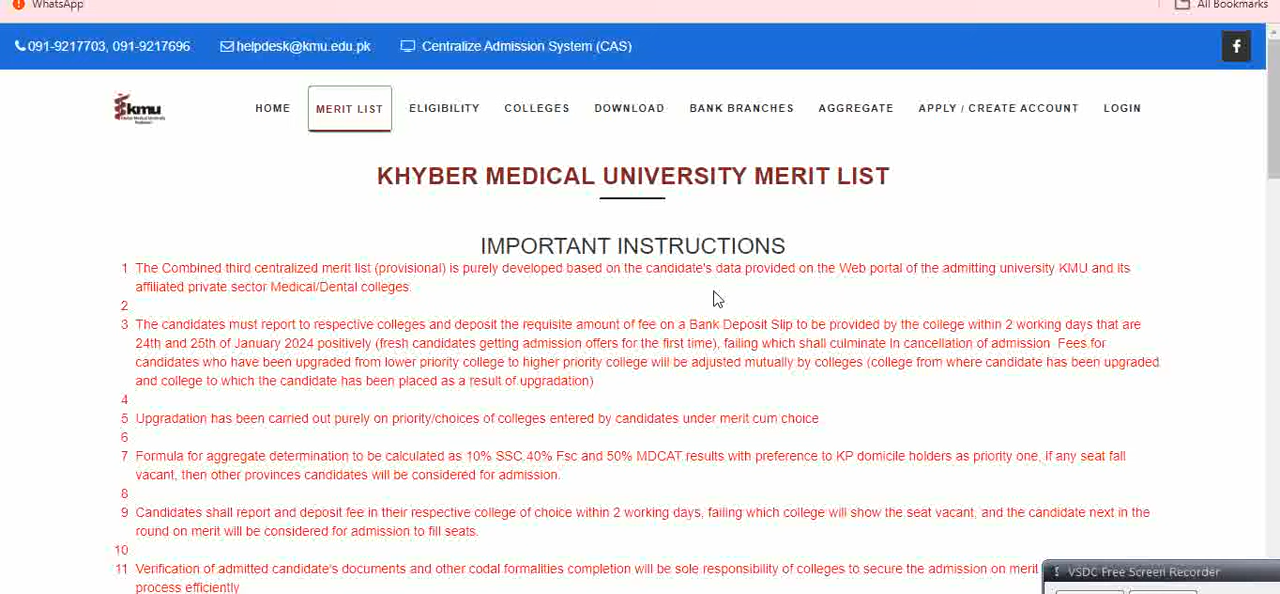 WhatsApp All Bookmarks
091-9217703, 091-9217696 helpdesk@kmu.edu.pk Centralize Admission System (CAS)
kmu HOME MERIT LIST ELIGIBILITY COLLEGES DOWNLOAD BANK BRANCHES AGGREGATE APPLY / CREATE ACCOUNT LOGIN
KHYBER MEDICAL UNIVERSITY MERIT LIST
IMPORTANT INSTRUCTIONS
1 The Combined third centralized merit list (provisional) is purely developed based on the candidate's data provided on the Web portal of the admitting university KMU and its
affiliated private sector Medical/Dental colleges.
2
3 The candidates must report to respective colleges and deposit the requisite amount of fee on a Bank Deposit Slip to be provided by the college within 2 working days that are
24th and 25th of January 2024 positively (fresh candidates getting admission offers for the first time), failing which shall culminate in cancellation of admission Fees for
candidates who have been upgraded from lower priority college to higher priority college will be adjusted mutually by colleges (college from where candidate has been upgraded
and college to which the candidate has been placed as a result of upgradation)
4
5 Upgradation has been carried out purely on priority/choices of colleges entered by candidates under merit cum choice
6
7 Formula for aggregate determination to be calculated as 10% SSC,40% Fsc and 50% MDCAT results with preference to KP domicile holders as priority one, if any seat fall
vacant, then other provinces candidates will be considered for admission.
8
9 Candidates shall report and deposit fee in their respective college of choice within 2 working days, failing which college will show the seat vacant, and the candidate next in the
round on merit will be considered for admission to fill seats.
10
11 Verification of admitted candidate's documents and other codal formalities completion will be sole responsibility of colleges to secure the admission on merit
process efficiently
VSDC Free Screen Recorder